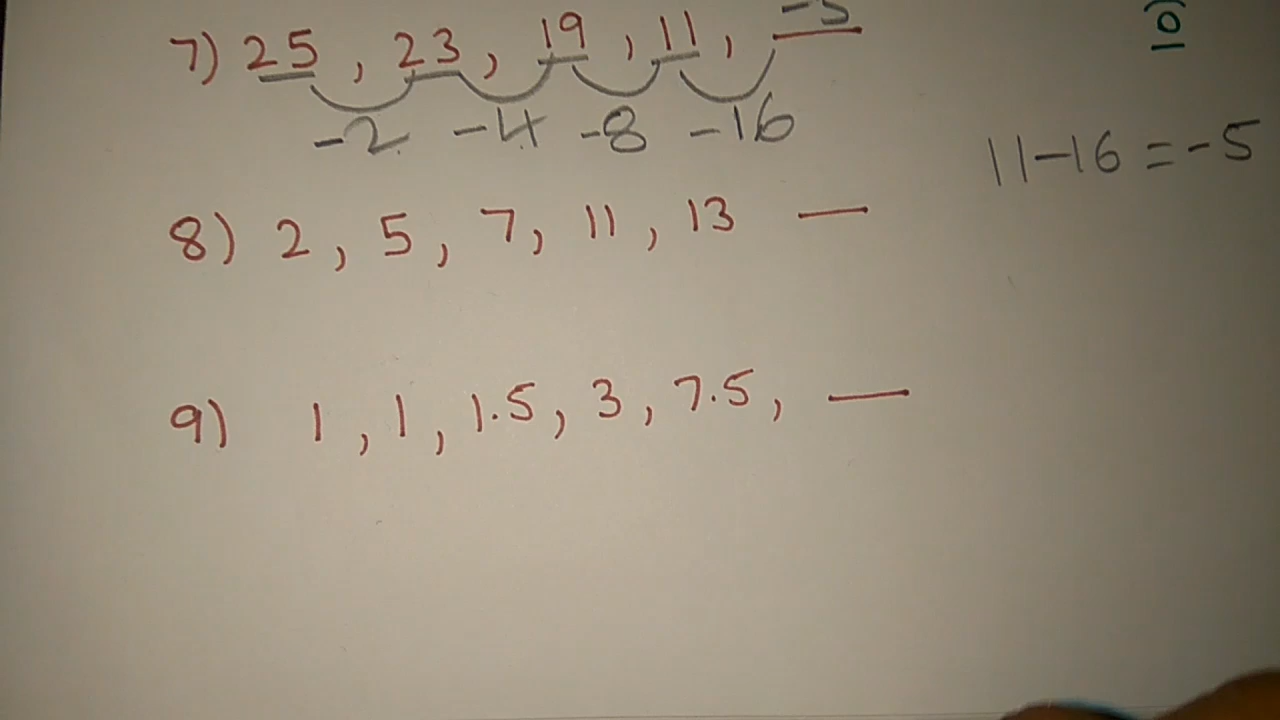 7) 25, 23, 19, 11, -5
-2 -4 -8 -16
11-16=-5
8) 2, 5, 7, 11, 13 —
9) 1, 1, 1.5, 3, 7.5, —
10)